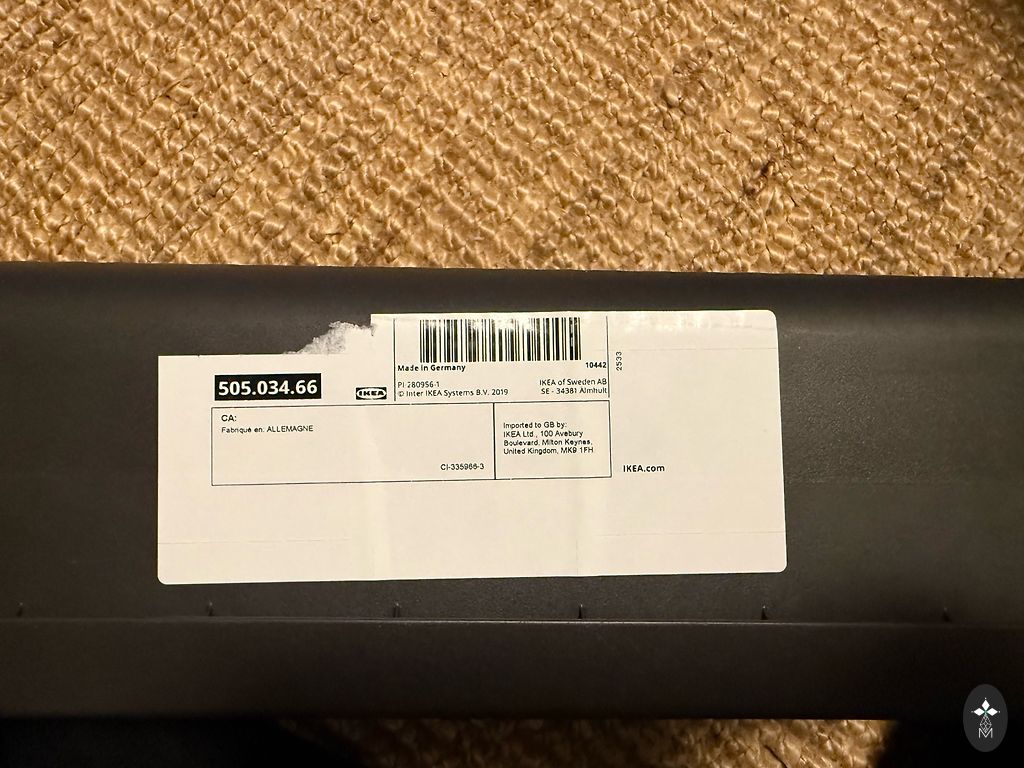 Made in Germany
10442
2533
505.034.66
IKEA
PI 280956-1
© Inter IKEA Systems B.V. 2019
IKEA of Sweden AB
SE - 34381 Älmhult
CA:
Fabriqué en: ALLEMAGNE
CI-335966-3
Imported to GB by:
IKEA Ltd., 100 Avebury
Boulevard, Milton Keynes,
United Kingdom, MK9 1FH
IKEA.com
M